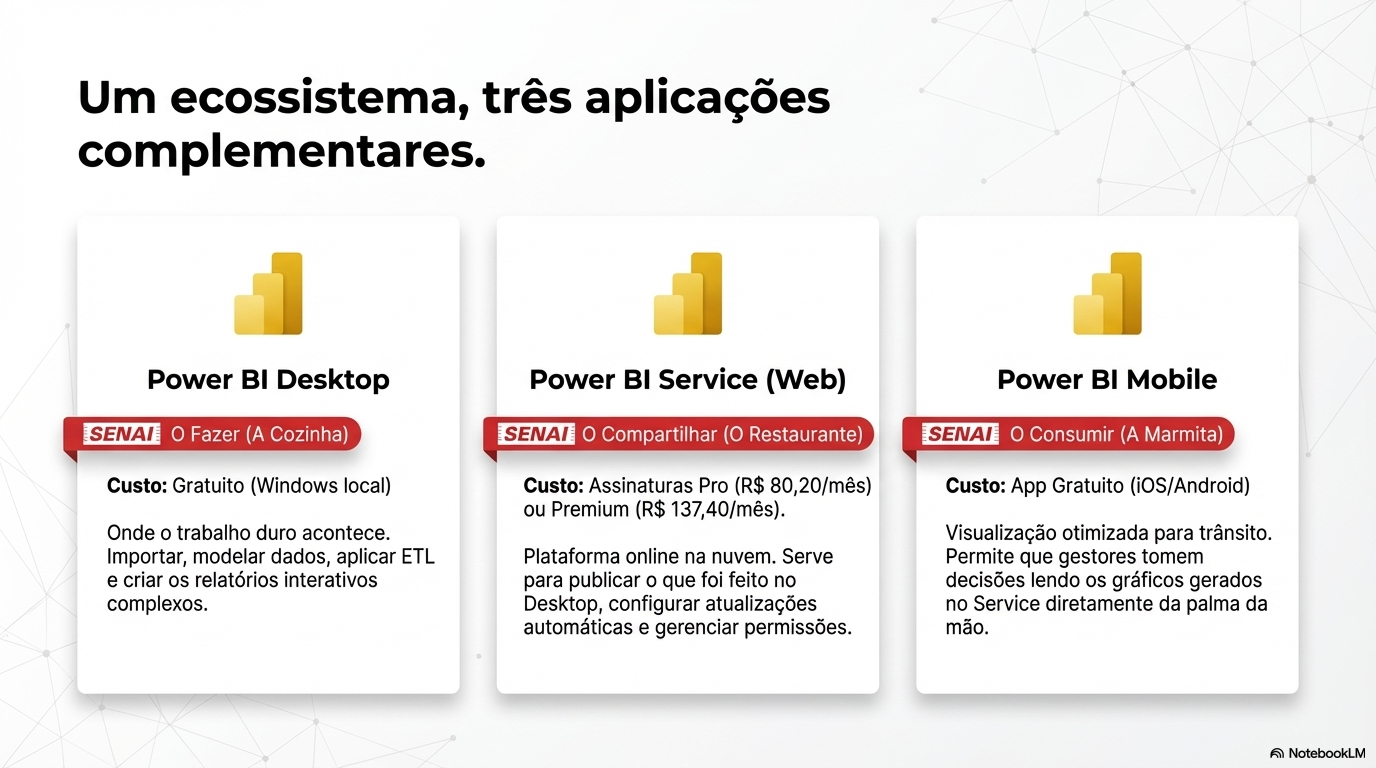 Um ecossistema, três aplicações
complementares.
Power BI Desktop
SENAI O Fazer (A Cozinha)
Custo: Gratuito (Windows local)
Onde o trabalho duro acontece.
Importar, modelar dados, aplicar ETL
e criar os relatórios interativos
complexos.
Power BI Service (Web)
SENAI O Compartilhar (O Restaurante)
Custo: Assinaturas Pro (R$ 80,20/mês)
ou Premium (R$ 137,40/mês).
Plataforma online na nuvem. Serve
para publicar o que foi feito no
Desktop, configurar atualizações
automáticas e gerenciar permissões.
Power BI Mobile
SENAI O Consumir (A Marmita)
Custo: App Gratuito (iOS/Android)
Visualização otimizada para trânsito.
Permite que gestores tomem
decisões lendo os gráficos gerados
no Service diretamente da palma da
mão.
NotebookLM